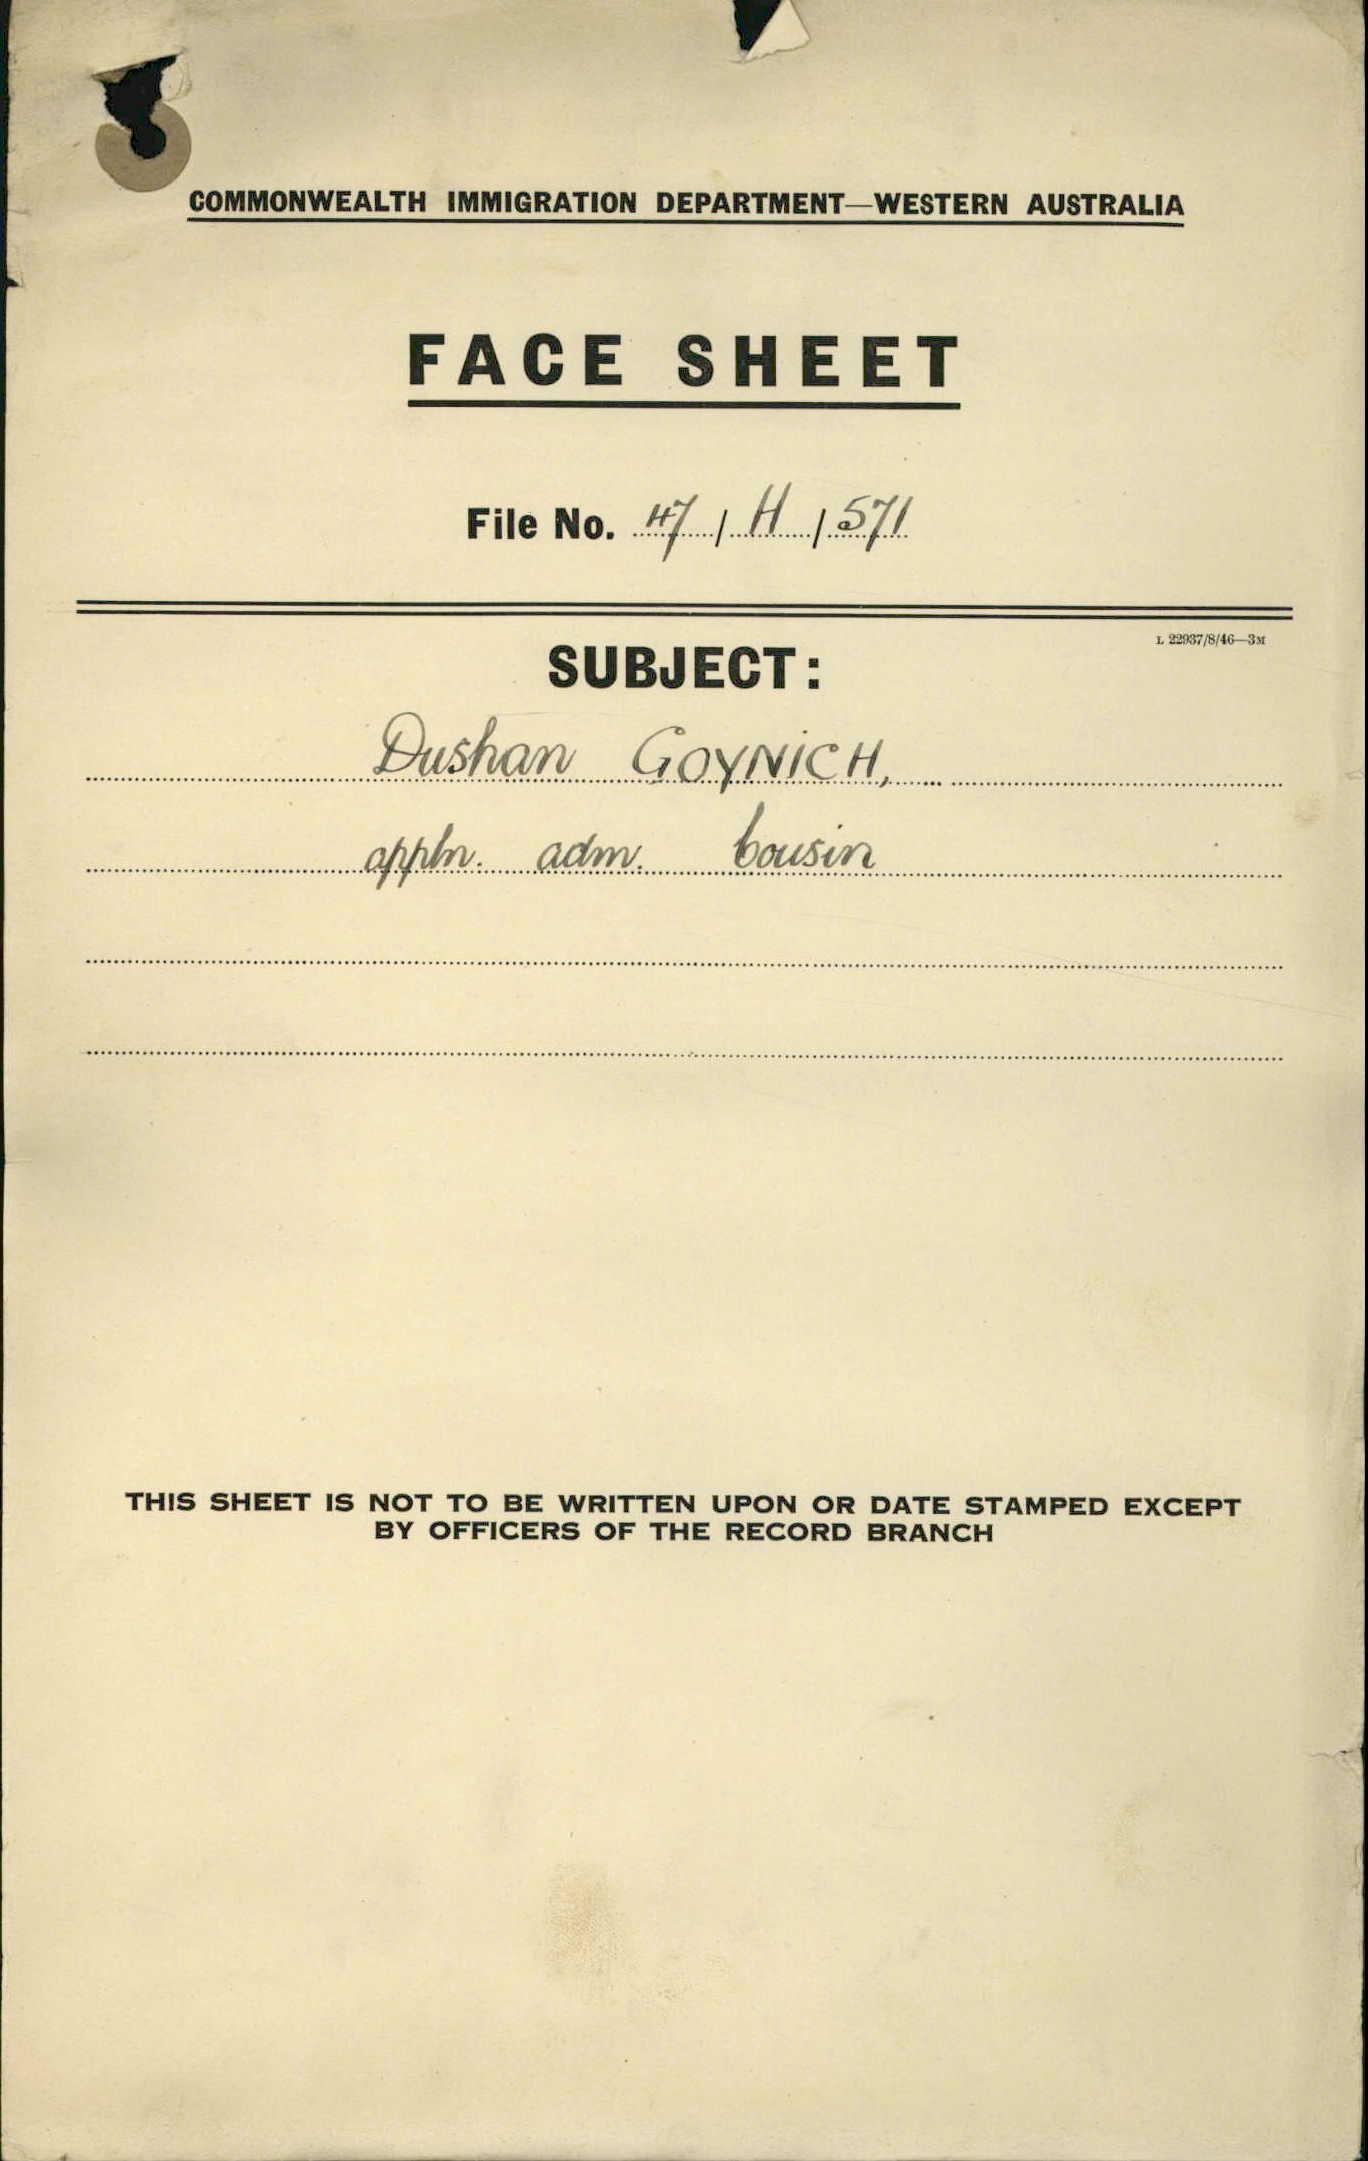 COMMONWEALTH IMMIGRATION DEPARTMENT—WESTERN AUSTRALIA
FACE SHEET
File No. 47 / H / 571
L 22937/8/46—3M
SUBJECT:
Dushan GOYNICH,
appln. adm. Cousin
THIS SHEET IS NOT TO BE WRITTEN UPON OR DATE STAMPED EXCEPT
BY OFFICERS OF THE RECORD BRANCH